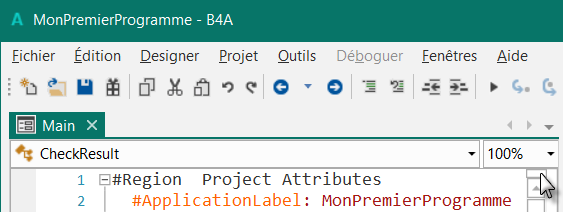 MonPremierProgramme - B4A
Fichier Édition Designer Projet Outils Déboguer Fenêtres Aide
Main
CheckResult 100%
1 #Region Project Attributes
2 #ApplicationLabel: MonPremierProgramme